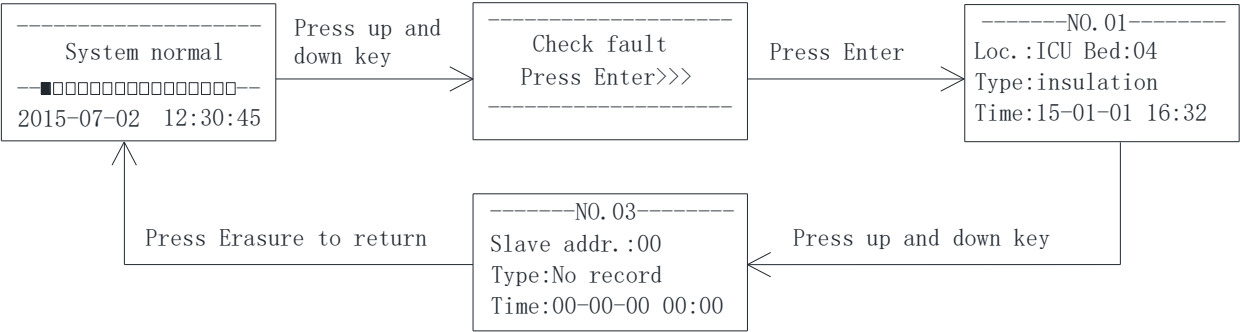 --------------------
System normal
--■□□□□□□□□□□□□□□□--
2015-07-02 12:30:45
Press up and
down key
--------------------
Check fault
Press Enter>>>
--------------------
Press Enter
-------NO.01--------
Loc.:ICU Bed:04
Type:insulation
Time:15-01-01 16:32
Press up and down key
-------NO.03--------
Slave addr.:00
Type:No record
Time:00-00-00 00:00
Press Erasure to return